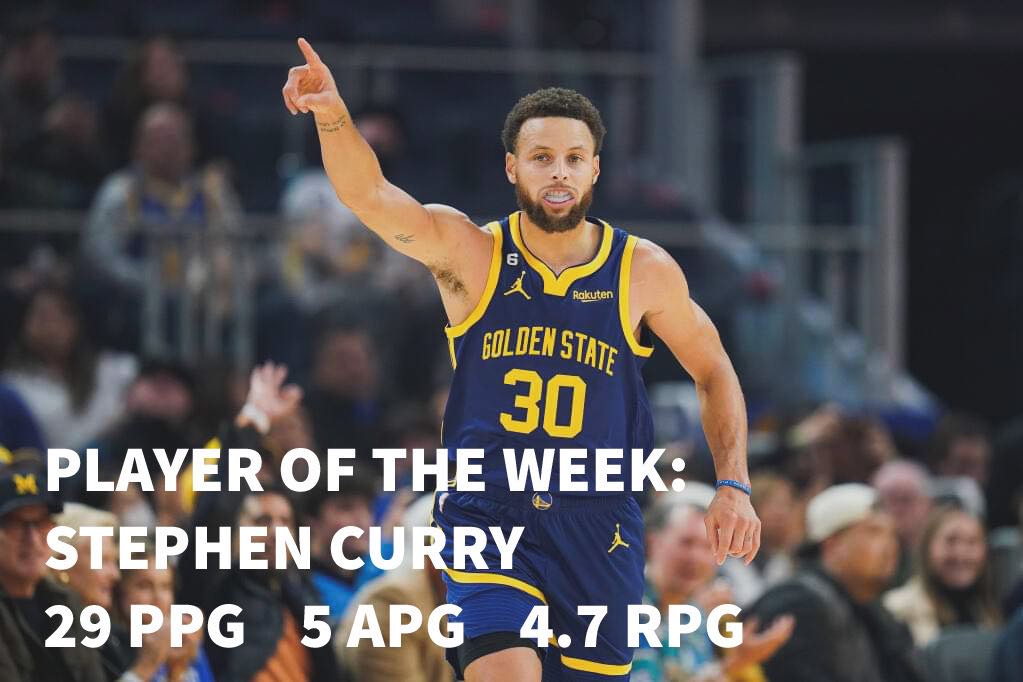 6
Rakuten
GOLDEN STATE
30
M
PLAYER OF THE WEEK:
STEPHEN CURRY
29 PPG 5 APG 4.7 RPG